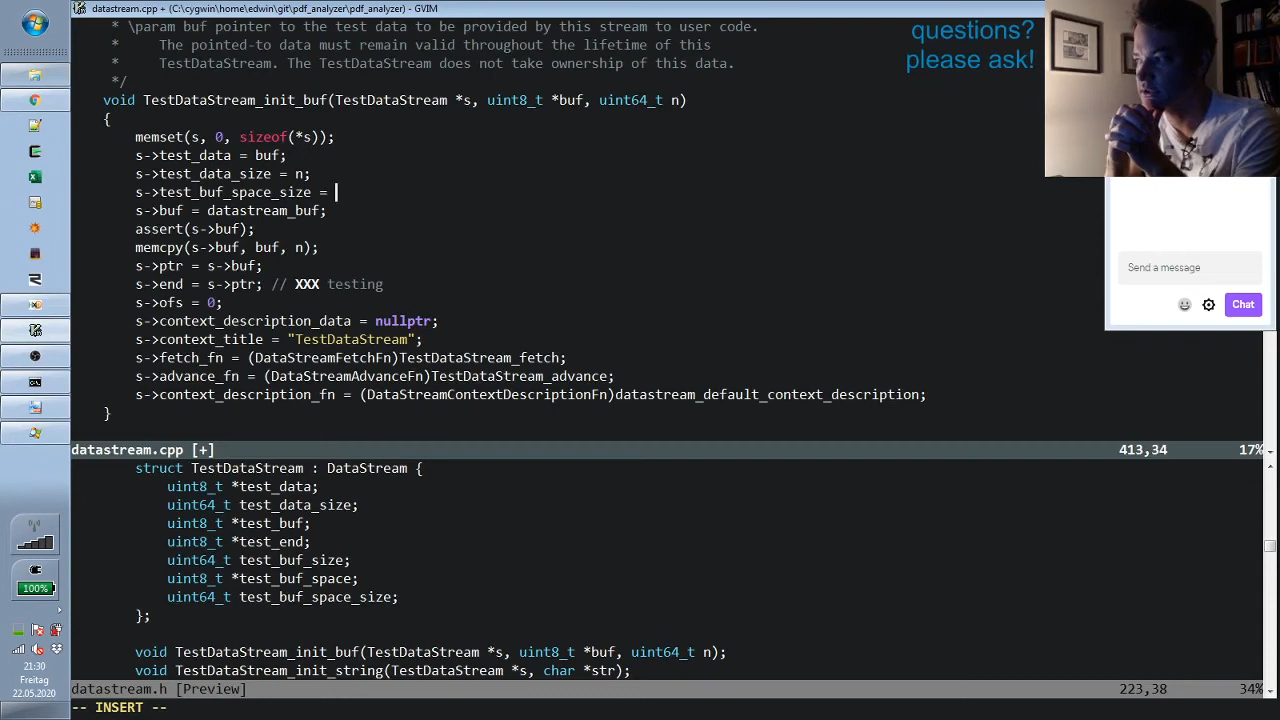 datastream.cpp + (C:\cygwin\home\edwin\git\pdf_analyzer\pdf_analyzer) - GVIM
* \param buf pointer to the test data to be provided by this stream to user code.
*     The pointed-to data must remain valid throughout the lifetime of this
*     TestDataStream. The TestDataStream does not take ownership of this data.
*/
void TestDataStream_init_buf(TestDataStream *s, uint8_t *buf, uint64_t n)
{
memset(s, 0, sizeof(*s));
s->test_data = buf;
s->test_data_size = n;
s->test_buf_space_size =
s->buf = datastream_buf;
assert(s->buf);
memcpy(s->buf, buf, n);
s->ptr = s->buf;
s->end = s->ptr; // XXX testing
s->ofs = 0;
s->context_description_data = nullptr;
s->context_title = "TestDataStream";
s->fetch_fn = (DataStreamFetchFn)TestDataStream_fetch;
s->advance_fn = (DataStreamAdvanceFn)TestDataStream_advance;
s->context_description_fn = (DataStreamContextDescriptionFn)datastream_default_context_description;
}
datastream.cpp [+] 413,34 17%
struct TestDataStream : DataStream {
uint8_t *test_data;
uint64_t test_data_size;
uint8_t *test_buf;
uint8_t *test_end;
uint64_t test_buf_size;
uint8_t *test_buf_space;
uint64_t test_buf_space_size;
};
void TestDataStream_init_buf(TestDataStream *s, uint8_t *buf, uint64_t n);
void TestDataStream_init_string(TestDataStream *s, char *str);
datastream.h [Preview] 223,38 34%
-- INSERT --
questions?
please ask!
Send a message
Chat
100%
21:30
Freitag
22.05.2020